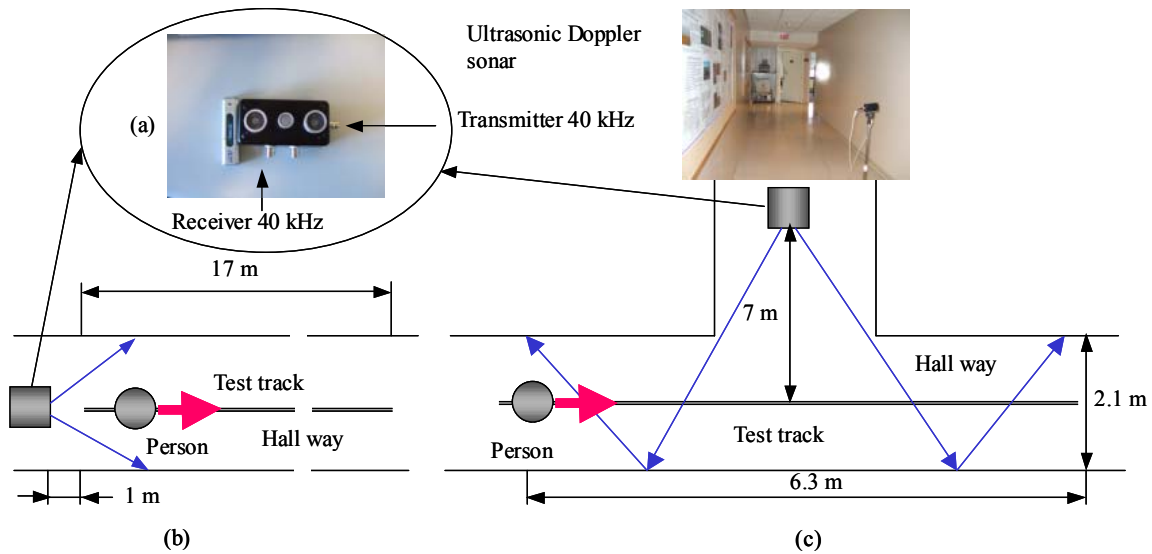 Ultrasonic Doppler
sonar
(a)
Transmitter 40 kHz
Receiver 40 kHz
17 m
7 m
Test track
Hall way
Person
1 m
(b)
Hall way
2.1 m
Test track
Person
6.3 m
(c)